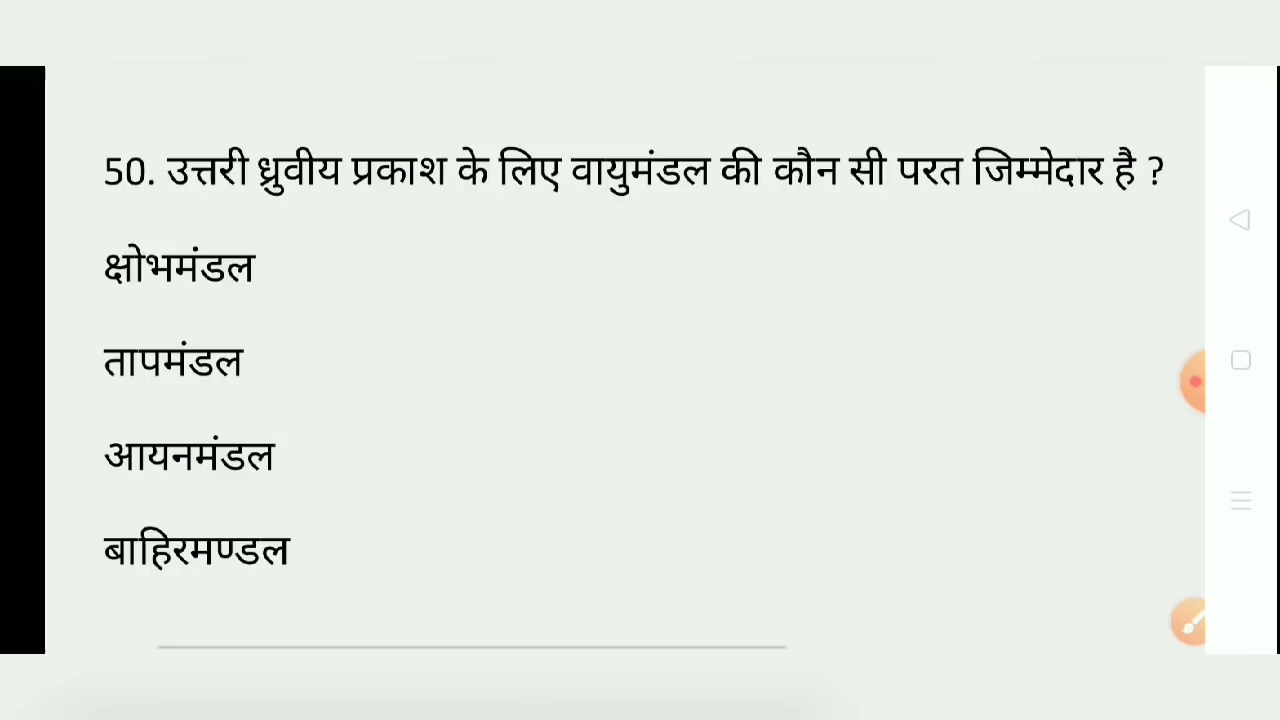 50. उत्तरी ध्रुवीय प्रकाश के लिए वायुमंडल की कौन सी परत जिम्मेदार है ?
क्षोभमंडल
तापमंडल
आयनमंडल
बाहिरमण्डल